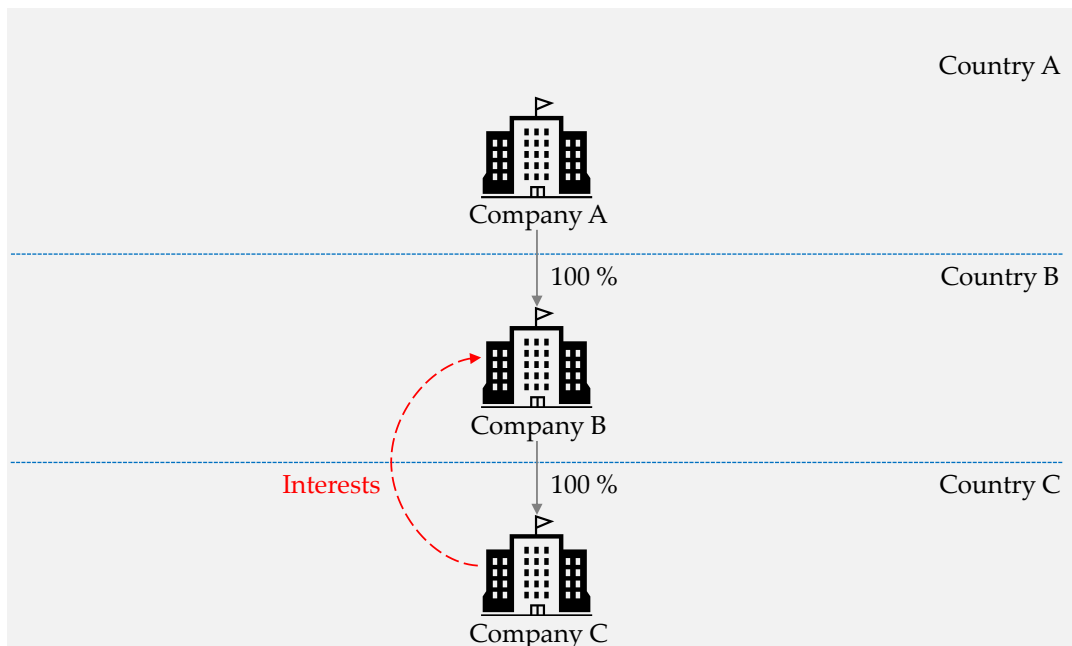 Country A
Company A
100 %
Country B
Company B
Interests
100 %
Country C
Company C